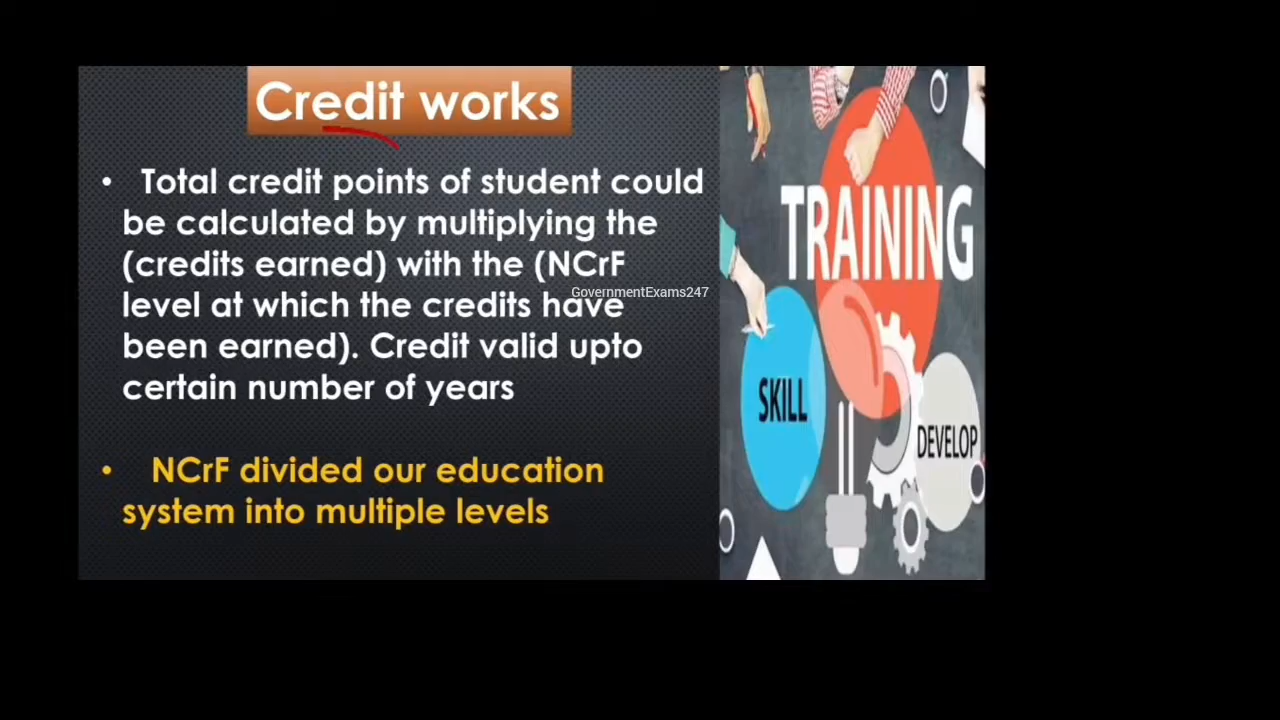 Credit works
• Total credit points of student could
be calculated by multiplying the
(credits earned) with the (NCrF
level at which the credits have
been earned). Credit valid upto
certain number of years
• NCrF divided our education
system into multiple levels
GovernmentExams247
TRAINING
SKILL
DEVELOP